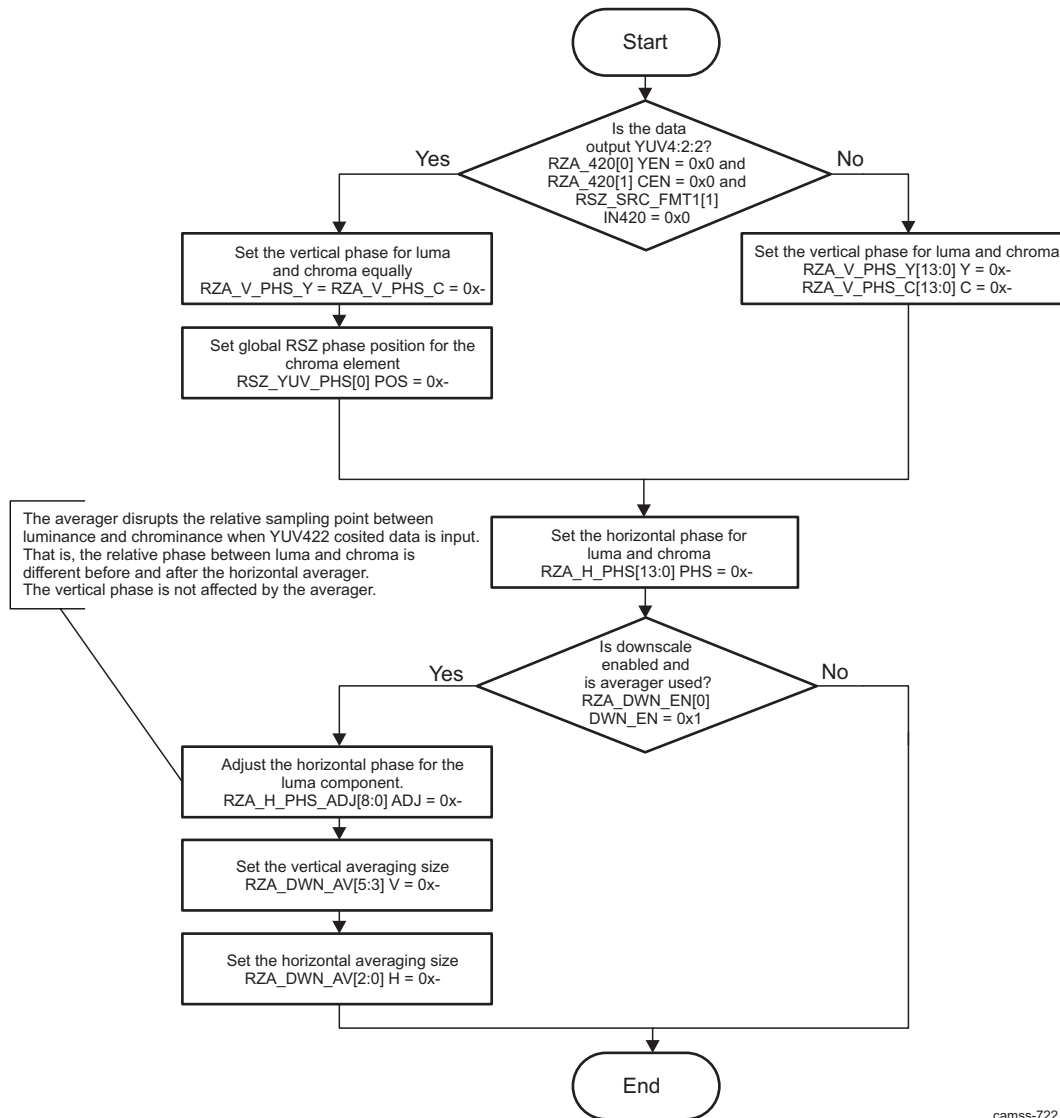 Start
Is the data
output YUV4:2:2?
RZA_420[0] YEN = 0x0 and
RZA_420[1] CEN = 0x0 and
RSZ_SRC_FMT1[1]
IN420 = 0x0
Yes
No
Set the vertical phase for luma
and chroma equally
RZA_V_PHS_Y = RZA_V_PHS_C = 0x-
Set the vertical phase for luma and chroma
RZA_V_PHS_Y[13:0] Y = 0x-
RZA_V_PHS_C[13:0] C = 0x-
Set global RSZ phase position for the
chroma element
RSZ_YUV_PHS[0] POS = 0x-
The averager disrupts the relative sampling point between
luminance and chrominance when YUV422 cosited data is input.
That is, the relative phase between luma and chroma is
different before and after the horizontal averager.
The vertical phase is not affected by the averager.
Set the horizontal phase for
luma and chroma
RZA_H_PHS[13:0] PHS = 0x-
Is downscale
enabled and
is averager used?
RZA_DWN_EN[0]
DWN_EN = 0x1
Yes
No
Adjust the horizontal phase for the
luma component.
RZA_H_PHS_ADJ[8:0] ADJ = 0x-
Set the vertical averaging size
RZA_DWN_AV[5:3] V = 0x-
Set the horizontal averaging size
RZA_DWN_AV[2:0] H = 0x-
End
camss-722